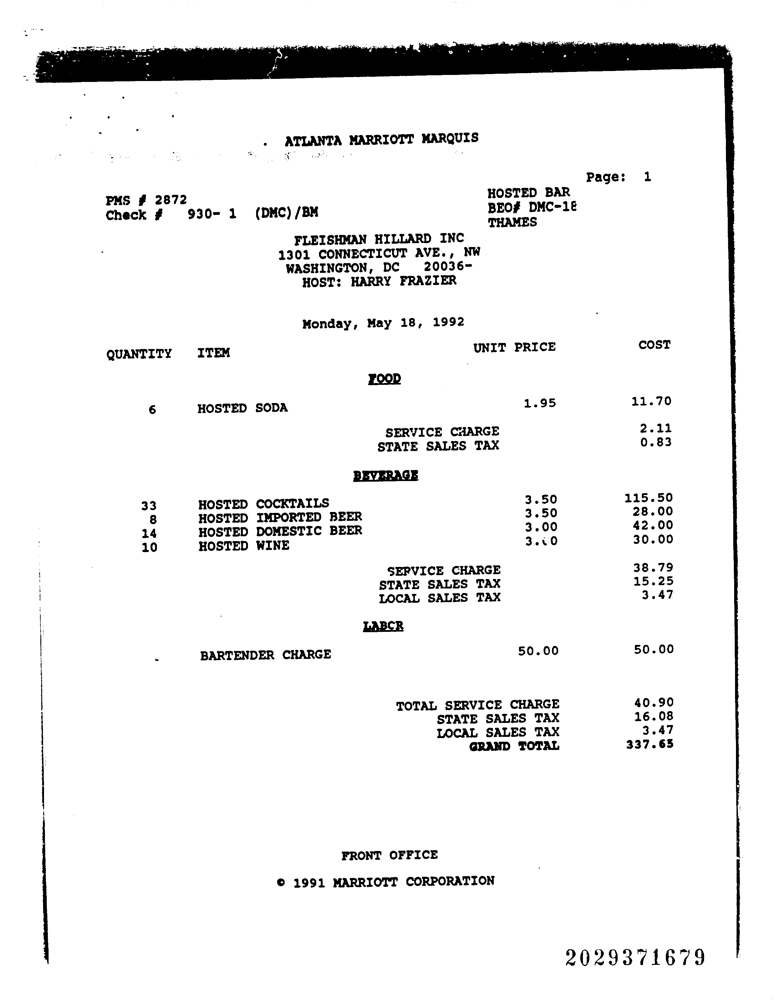 ATLANTA MARRIOTT MARQUIS
Page: 1
PMS # 2872 HOSTED BAR
Check # 930- 1 (DMC)/BM BEO# DMC-18
THAMES
FLEISHMAN HILLARD INC
1301 CONNECTICUT AVE., NW
WASHINGTON, DC 20036-
HOST: HARRY FRAZIER
Monday, May 18, 1992
QUANTITY ITEM UNIT PRICE COST
FOOD
6 HOSTED SODA 1.95 11.70
SERVICE CHARGE 2.11
STATE SALES TAX 0.83
BEVERAGE
33 HOSTED COCKTAILS 3.50 115.50
8 HOSTED IMPORTED BEER 3.50 28.00
14 HOSTED DOMESTIC BEER 3.00 42.00
10 HOSTED WINE 3.00 30.00
SERVICE CHARGE 38.79
STATE SALES TAX 15.25
LOCAL SALES TAX 3.47
LABOR
BARTENDER CHARGE 50.00 50.00
TOTAL SERVICE CHARGE 40.90
STATE SALES TAX 16.08
LOCAL SALES TAX 3.47
GRAND TOTAL 337.65
FRONT OFFICE
© 1991 MARRIOTT CORPORATION
2029371679